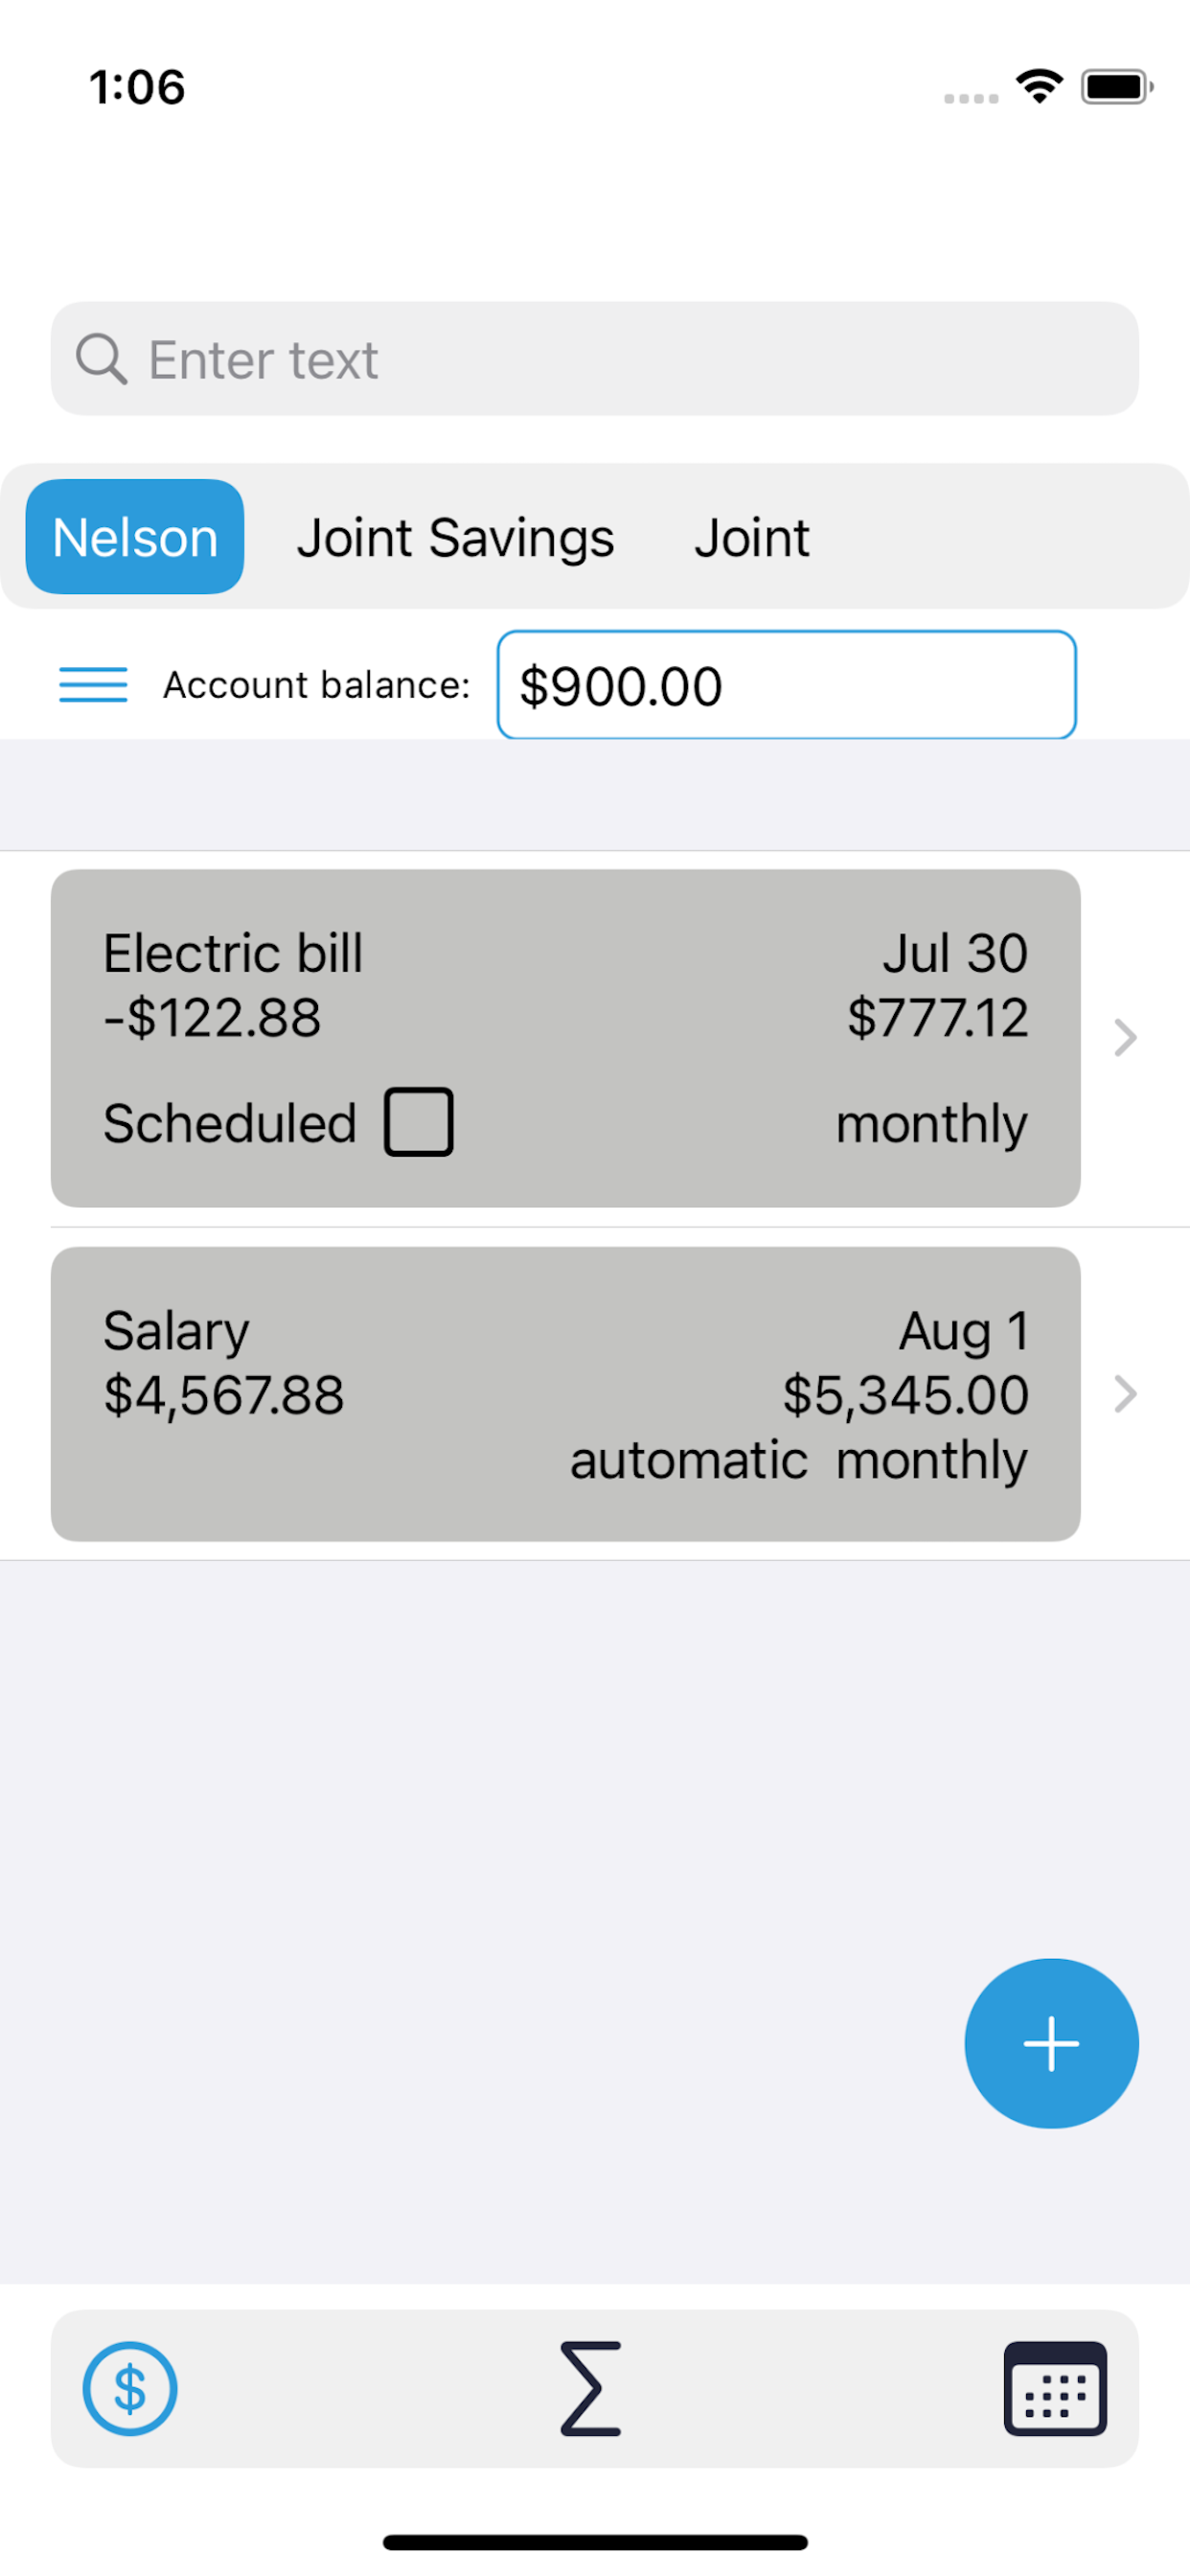 1:06
Enter text
Nelson Joint Savings Joint
Account balance: $900.00
Electric bill Jul 30
-$122.88 $777.12
Scheduled monthly
Salary Aug 1
$4,567.88 $5,345.00
automatic monthly